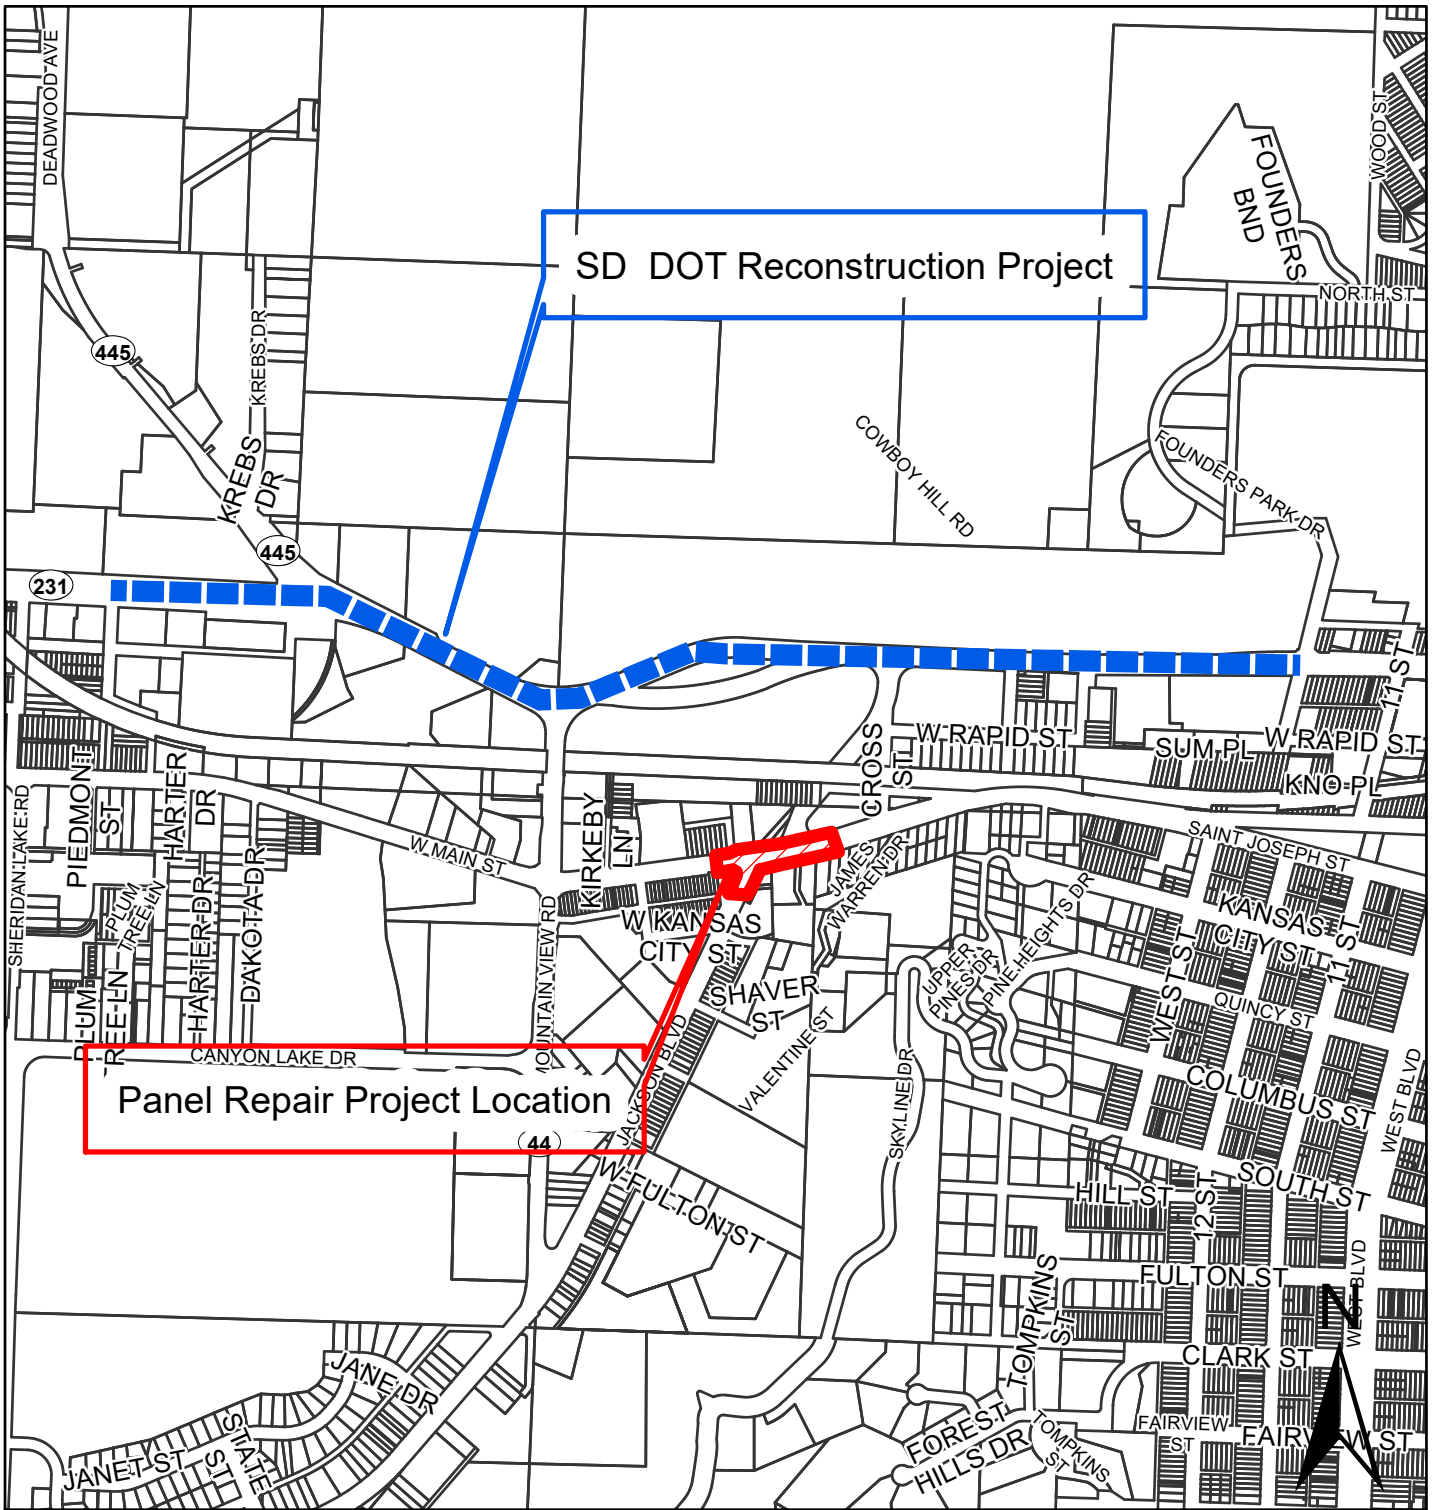 DEADWOOD AVE
WOOD ST
FOUNDERS
BND
SD  DOT Reconstruction Project
NORTH ST
KREBS DR
445
COWBOY HILL RD
FOUNDERS PARK DR
KREBS
DR
445
231
11 ST
CROSS
ST
W RAPID ST
SUM PL
W RAPID ST
KNO PL
PIEDMONT
ST
HARTER
DR
KIRKEBY
LN
SHERIDAN LAKE RD
W MAIN ST
SAINT JOSEPH ST
JAMES
WARREN DR
PLUM
TREE LN
HARTER DR
DAKOTA DR
MOUNTAIN VIEW RD
W KANSAS
CITY ST
UPPER
PINES DR
PINE HEIGHTS DR
KANSAS
CITY ST
11 ST
WEST ST
SHAVER
ST
VALENTINE ST
QUINCY ST
PLUM
REE LN
CANYON LAKE DR
JACKSON BLVD
SKYLINE DR
COLUMBUS ST
WEST BLVD
Panel Repair Project Location
44
W FULTON ST
HILL ST
12 ST
SOUTH ST
FULTON ST
WEST BLVD
N
TOMPKINS
ST
CLARK ST
JANE DR
FOREST
HILLS DR
TOMPKINS
ST
FAIRVIEW
ST
FAIRVIEW ST
JANET ST
STATE
ST